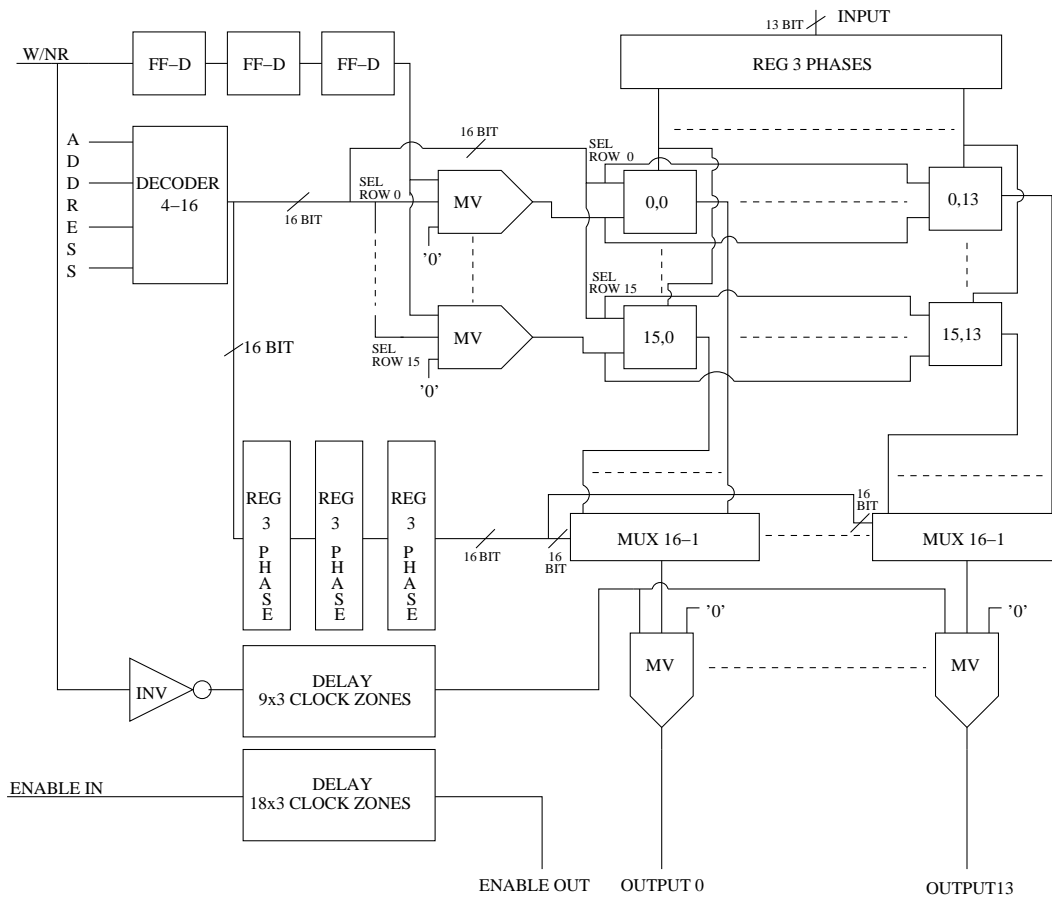 13 BIT
INPUT
W/NR
FF–D
FF–D
FF–D
REG 3 PHASES
A
D
D
R
E
S
S
DECODER
4–16
16 BIT
16 BIT
SEL
ROW 0
MV
'0'
SEL
ROW 0
0,0
0,13
SEL
ROW 15
MV
'0'
SEL
ROW 15
15,0
15,13
16 BIT
REG
3
P
H
A
S
E
REG
3
P
H
A
S
E
REG
3
P
H
A
S
E
16 BIT
16
BIT
MUX 16–1
16
BIT
MUX 16–1
'0'
MV
'0'
MV
INV
DELAY
9x3 CLOCK ZONES
ENABLE IN
DELAY
18x3 CLOCK ZONES
ENABLE OUT
OUTPUT 0
OUTPUT13